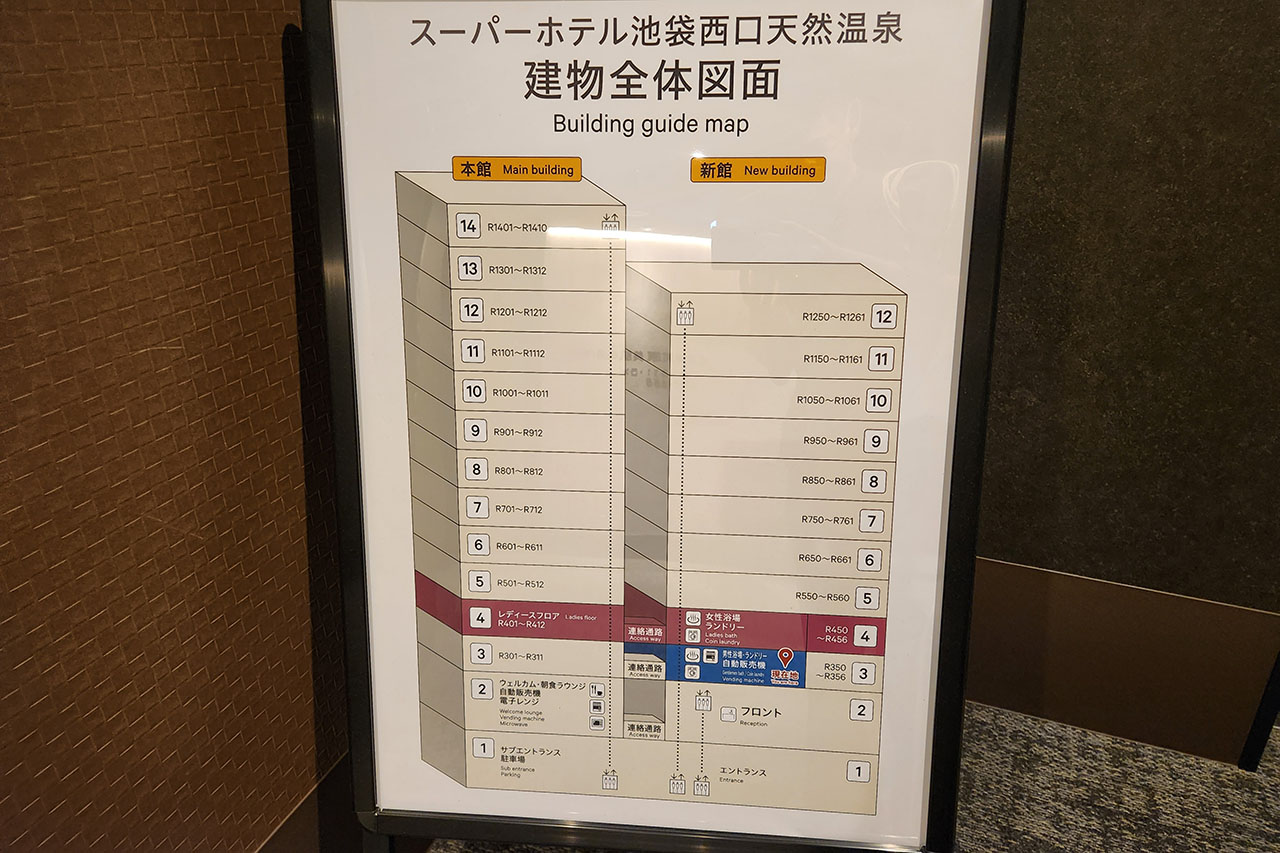 スーパーホテル池袋西口天然温泉
建物全体図面
Building guide map
本館 Main building
新館 New building
14 R1401～R1410
13 R1301～R1312
12 R1201～R1212
11 R1101～R1112
10 R1001～R1011
9 R901～R912
8 R801～R812
7 R701～R712
6 R601～R611
5 R501～R512
4 レディースフロア Ladies floor
R401～R412
3 R301～R311
2 ウェルカム・朝食ラウンジ
自動販売機
電子レンジ
Welcome lounge
Vending machine
Microwave
1 サブエントランス
駐車場
Sub entrance
Parking
連絡通路
Access way
連絡通路
Access way
連絡通路
Access way
R1250～R1261 12
R1150～R1161 11
R1050～R1061 10
R950～R961 9
R850～R861 8
R750～R761 7
R650～R661 6
R550～R560 5
女性浴場
ランドリー
Ladies bath
Coin laundry
R450
～R456 4
男性浴場・ランドリー
自動販売機
Gentlemen bath / Coin laundry
Vending machine
現在地
You are here
R350
～R356 3
フロント
Reception
2
エントランス
Entrance
1